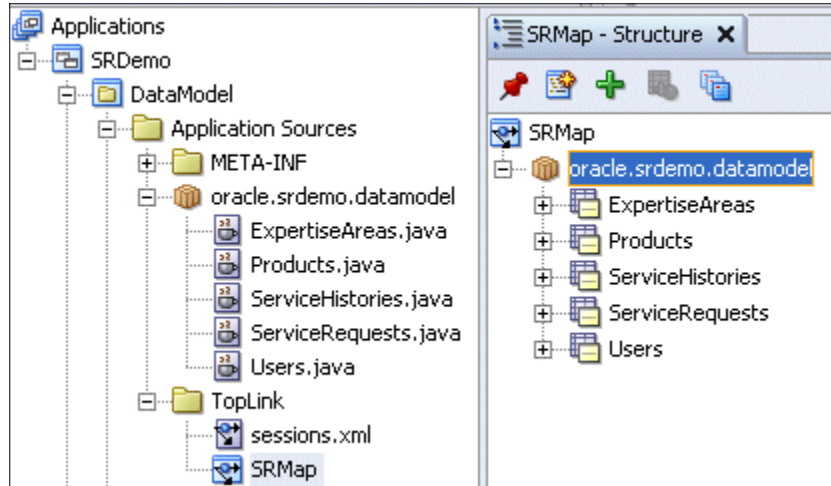 Applications
SRDemo
DataModel
Application Sources
META-INF
oracle.srdemo.datamodel
ExpertiseAreas.java
Products.java
ServiceHistories.java
ServiceRequests.java
Users.java
TopLink
sessions.xml
SRMap
SRMap - Structure
SRMap
oracle.srdemo.datamodel
ExpertiseAreas
Products
ServiceHistories
ServiceRequests
Users